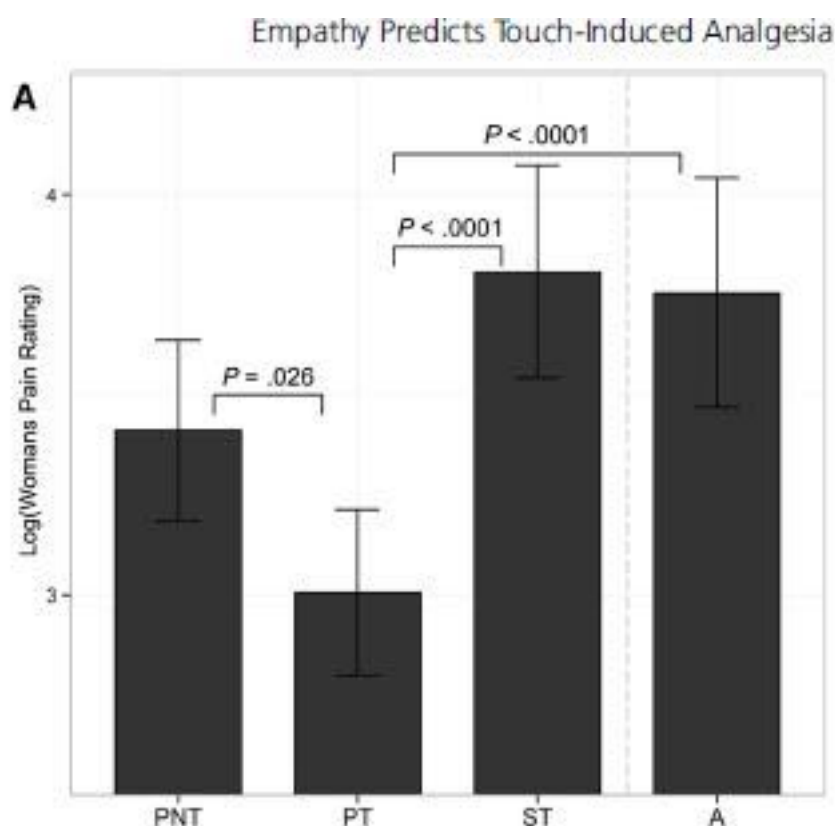 Empathy Predicts Touch-Induced Analgesia
A
P < .0001
4
P < .0001
P = .026
Log(Womans Pain Rating)
3
PNT PT ST A